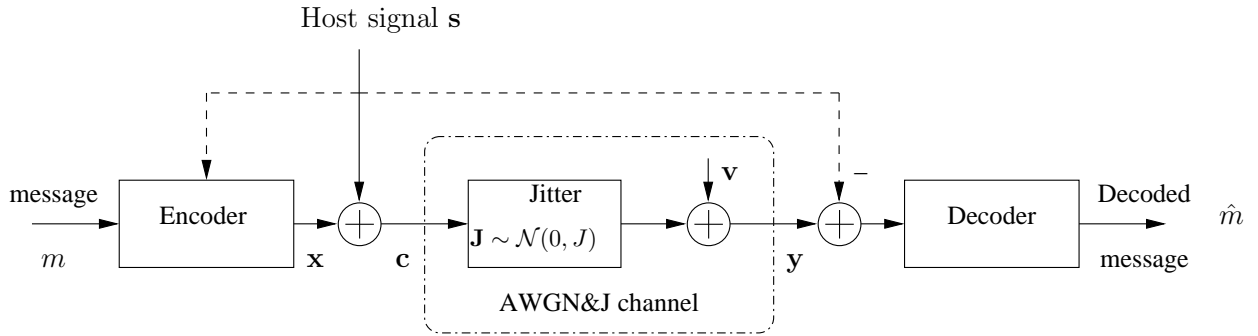 Host signal s
message
m
Encoder
x
c
Jitter
J ∼ N(0, J)
v
AWGN&J channel
y
–
Decoder
Decoded
message
m̂